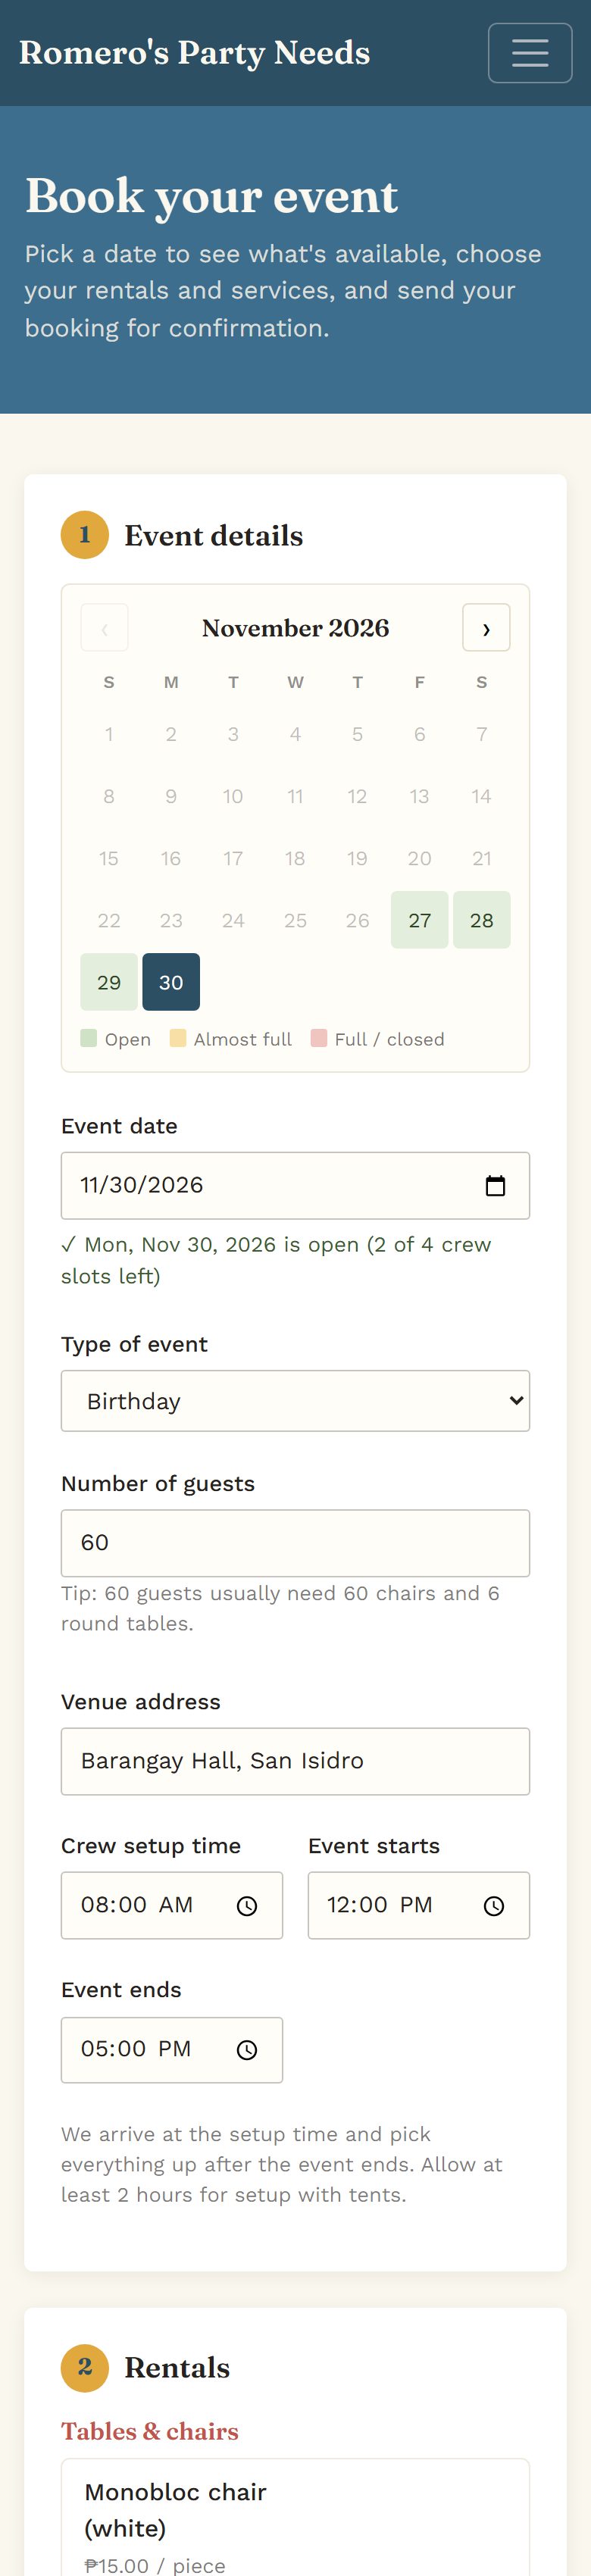 Romero's Party Needs
Book your event
Pick a date to see what's available, choose
your rentals and services, and send your
booking for confirmation.
1 Event details
‹ November 2026 ›
S M T W T F S
1 2 3 4 5 6 7
8 9 10 11 12 13 14
15 16 17 18 19 20 21
22 23 24 25 26 27 28
29 30
Open Almost full Full / closed
Event date
11/30/2026
✓ Mon, Nov 30, 2026 is open (2 of 4 crew
slots left)
Type of event
Birthday
Number of guests
60
Tip: 60 guests usually need 60 chairs and 6
round tables.
Venue address
Barangay Hall, San Isidro
Crew setup time Event starts
08:00 AM 12:00 PM
Event ends
05:00 PM
We arrive at the setup time and pick
everything up after the event ends. Allow at
least 2 hours for setup with tents.
2 Rentals
Tables & chairs
Monobloc chair
(white)
₱15.00 / piece